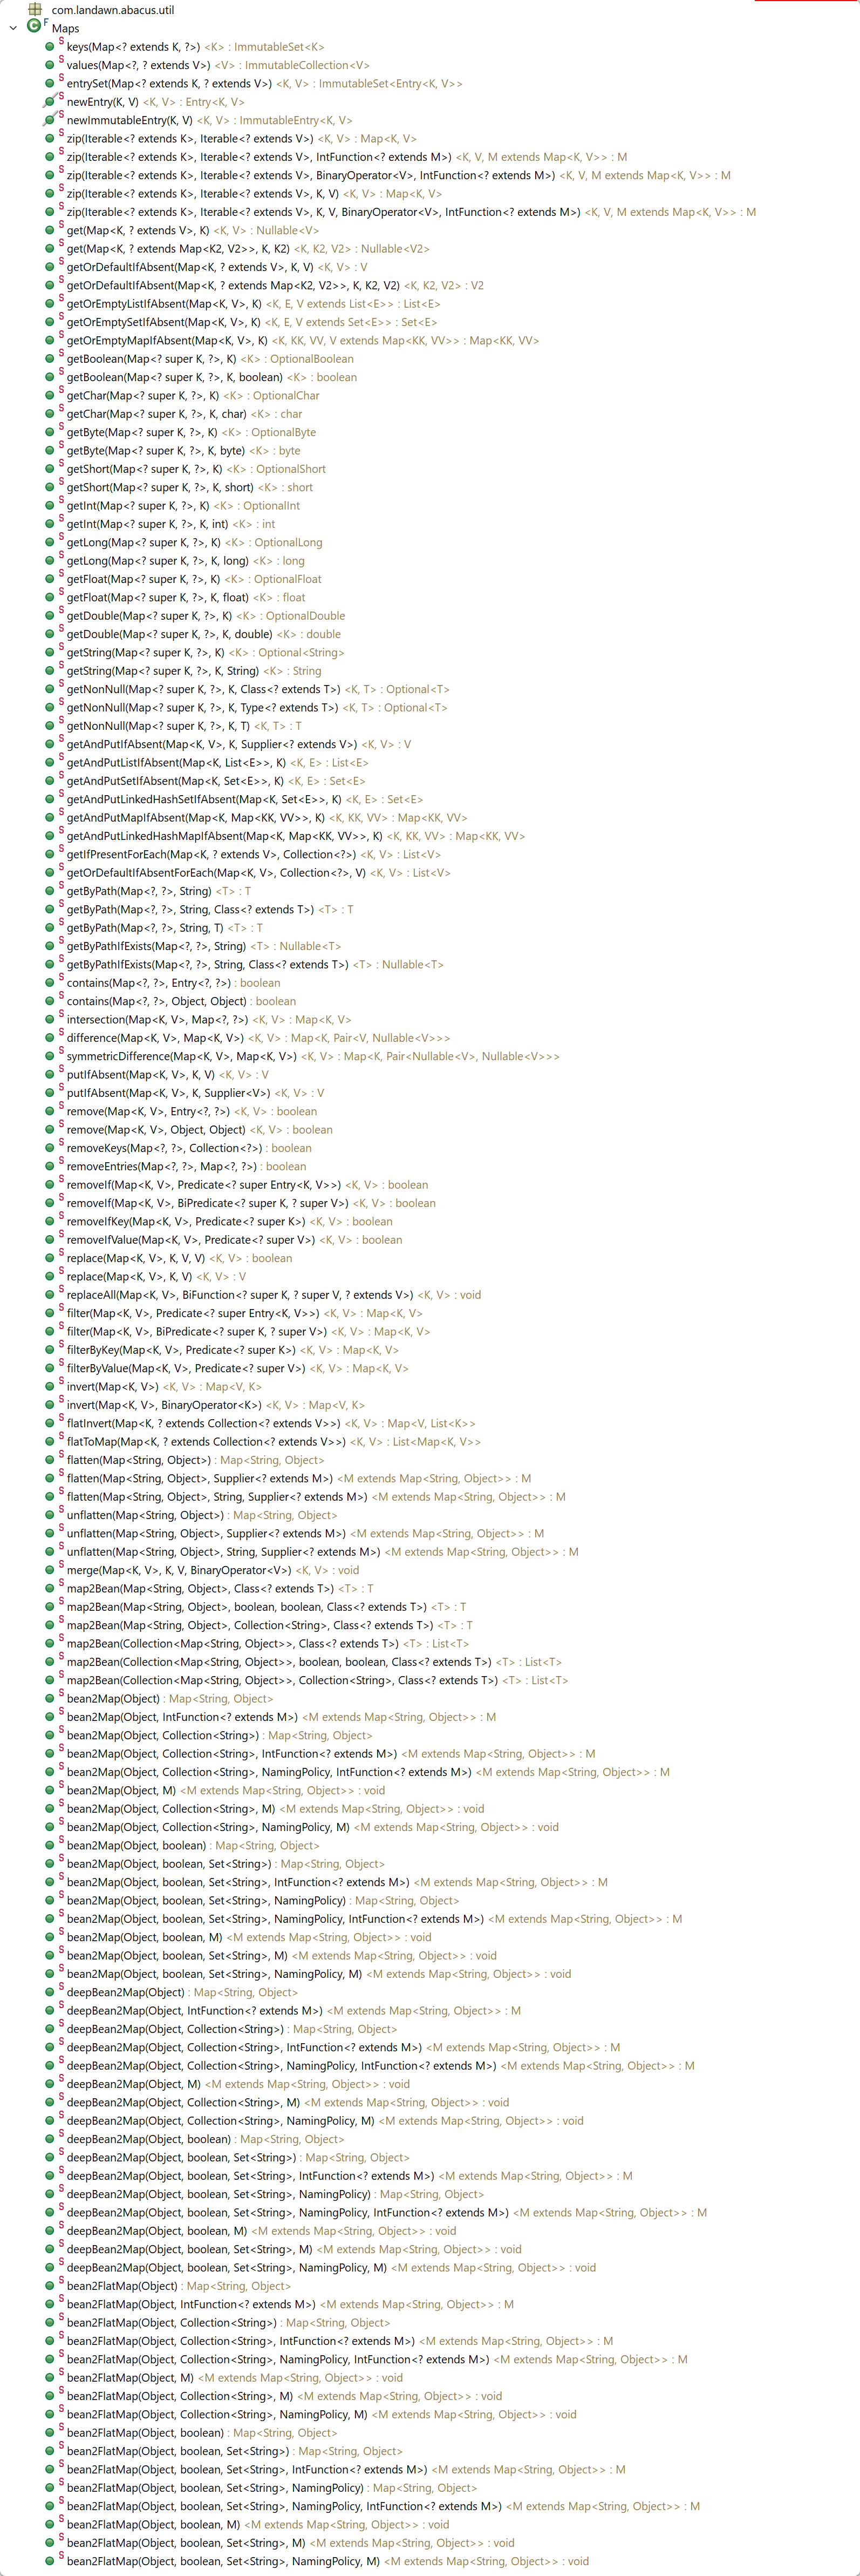 com.landawn.abacus.util
Maps
keys(Map<? extends K, ?>) <K> : ImmutableSet<K>
values(Map<?, ? extends V>) <V> : ImmutableCollection<V>
entrySet(Map<? extends K, ? extends V>) <K, V> : ImmutableSet<Entry<K, V>>
newEntry(K, V) <K, V> : Entry<K, V>
newImmutableEntry(K, V) <K, V> : ImmutableEntry<K, V>
zip(Iterable<? extends K>, Iterable<? extends V>) <K, V> : Map<K, V>
zip(Iterable<? extends K>, Iterable<? extends V>, IntFunction<? extends M>) <K, V, M extends Map<K, V>> : M
zip(Iterable<? extends K>, Iterable<? extends V>, BinaryOperator<V>, IntFunction<? extends M>) <K, V, M extends Map<K, V>> : M
zip(Iterable<? extends K>, Iterable<? extends V>, K, V) <K, V> : Map<K, V>
zip(Iterable<? extends K>, Iterable<? extends V>, K, V, BinaryOperator<V>, IntFunction<? extends M>) <K, V, M extends Map<K, V>> : M
get(Map<K, ? extends V>, K) <K, V> : Nullable<V>
get(Map<K, ? extends Map<K2, V2>>, K, K2) <K, K2, V2> : Nullable<V2>
getOrDefaultIfAbsent(Map<K, ? extends V>, K, V) <K, V> : V
getOrDefaultIfAbsent(Map<K, ? extends Map<K2, V2>>, K, K2, V2) <K, K2, V2> : V2
getOrEmptyListIfAbsent(Map<K, V>, K) <K, E, V extends List<E>> : List<E>
getOrEmptySetIfAbsent(Map<K, V>, K) <K, E, V extends Set<E>> : Set<E>
getOrEmptyMapIfAbsent(Map<K, V>, K) <K, KK, VV, V extends Map<KK, VV>> : Map<KK, VV>
getBoolean(Map<? super K, ?>, K) <K> : OptionalBoolean
getBoolean(Map<? super K, ?>, K, boolean) <K> : boolean
getChar(Map<? super K, ?>, K) <K> : OptionalChar
getChar(Map<? super K, ?>, K, char) <K> : char
getByte(Map<? super K, ?>, K) <K> : OptionalByte
getByte(Map<? super K, ?>, K, byte) <K> : byte
getShort(Map<? super K, ?>, K) <K> : OptionalShort
getShort(Map<? super K, ?>, K, short) <K> : short
getInt(Map<? super K, ?>, K) <K> : OptionalInt
getInt(Map<? super K, ?>, K, int) <K> : int
getLong(Map<? super K, ?>, K) <K> : OptionalLong
getLong(Map<? super K, ?>, K, long) <K> : long
getFloat(Map<? super K, ?>, K) <K> : OptionalFloat
getFloat(Map<? super K, ?>, K, float) <K> : float
getDouble(Map<? super K, ?>, K) <K> : OptionalDouble
getDouble(Map<? super K, ?>, K, double) <K> : double
getString(Map<? super K, ?>, K) <K> : Optional<String>
getString(Map<? super K, ?>, K, String) <K> : String
getNonNull(Map<? super K, ?>, K, Class<? extends T>) <K, T> : Optional<T>
getNonNull(Map<? super K, ?>, K, Type<? extends T>) <K, T> : Optional<T>
getNonNull(Map<? super K, ?>, K, T) <K, T> : T
getAndPutIfAbsent(Map<K, V>, K, Supplier<? extends V>) <K, V> : V
getAndPutListIfAbsent(Map<K, List<E>>, K) <K, E> : List<E>
getAndPutSetIfAbsent(Map<K, Set<E>>, K) <K, E> : Set<E>
getAndPutLinkedHashSetIfAbsent(Map<K, Set<E>>, K) <K, E> : Set<E>
getAndPutMapIfAbsent(Map<K, Map<KK, VV>>, K) <K, KK, VV> : Map<KK, VV>
getAndPutLinkedHashMapIfAbsent(Map<K, Map<KK, VV>>, K) <K, KK, VV> : Map<KK, VV>
getIfPresentForEach(Map<K, ? extends V>, Collection<?>) <K, V> : List<V>
getOrDefaultIfAbsentForEach(Map<K, V>, Collection<?>, V) <K, V> : List<V>
getByPath(Map<?, ?>, String) <T> : T
getByPath(Map<?, ?>, String, Class<? extends T>) <T> : T
getByPath(Map<?, ?>, String, T) <T> : T
getByPathIfExists(Map<?, ?>, String) <T> : Nullable<T>
getByPathIfExists(Map<?, ?>, String, Class<? extends T>) <T> : Nullable<T>
contains(Map<?, ?>, Entry<?, ?>) : boolean
contains(Map<?, ?>, Object, Object) : boolean
intersection(Map<K, V>, Map<?, ?>) <K, V> : Map<K, V>
difference(Map<K, V>, Map<K, V>) <K, V> : Map<K, Pair<V, Nullable<V>>>
symmetricDifference(Map<K, V>, Map<K, V>) <K, V> : Map<K, Pair<Nullable<V>, Nullable<V>>>
putIfAbsent(Map<K, V>, K, V) <K, V> : V
putIfAbsent(Map<K, V>, K, Supplier<V>) <K, V> : V
remove(Map<K, V>, Entry<?, ?>) <K, V> : boolean
remove(Map<K, V>, Object, Object) <K, V> : boolean
removeKeys(Map<?, ?>, Collection<?>) : boolean
removeEntries(Map<?, ?>, Map<?, ?>) : boolean
removeIf(Map<K, V>, Predicate<? super Entry<K, V>>) <K, V> : boolean
removeIf(Map<K, V>, BiPredicate<? super K, ? super V>) <K, V> : boolean
removeIfKey(Map<K, V>, Predicate<? super K>) <K, V> : boolean
removeIfValue(Map<K, V>, Predicate<? super V>) <K, V> : boolean
replace(Map<K, V>, K, V, V) <K, V> : boolean
replace(Map<K, V>, K, V) <K, V> : V
replaceAll(Map<K, V>, BiFunction<? super K, ? super V, ? extends V>) <K, V> : void
filter(Map<K, V>, Predicate<? super Entry<K, V>>) <K, V> : Map<K, V>
filter(Map<K, V>, BiPredicate<? super K, ? super V>) <K, V> : Map<K, V>
filterByKey(Map<K, V>, Predicate<? super K>) <K, V> : Map<K, V>
filterByValue(Map<K, V>, Predicate<? super V>) <K, V> : Map<K, V>
invert(Map<K, V>) <K, V> : Map<V, K>
invert(Map<K, V>, BinaryOperator<K>) <K, V> : Map<V, K>
flatInvert(Map<K, ? extends Collection<? extends V>>) <K, V> : Map<V, List<K>>
flatToMap(Map<K, ? extends Collection<? extends V>>) <K, V> : List<Map<K, V>>
flatten(Map<String, Object>) : Map<String, Object>
flatten(Map<String, Object>, Supplier<? extends M>) <M extends Map<String, Object>> : M
flatten(Map<String, Object>, String, Supplier<? extends M>) <M extends Map<String, Object>> : M
unflatten(Map<String, Object>) : Map<String, Object>
unflatten(Map<String, Object>, Supplier<? extends M>) <M extends Map<String, Object>> : M
unflatten(Map<String, Object>, String, Supplier<? extends M>) <M extends Map<String, Object>> : M
merge(Map<K, V>, K, V, BinaryOperator<V>) <K, V> : void
map2Bean(Map<String, Object>, Class<? extends T>) <T> : T
map2Bean(Map<String, Object>, boolean, boolean, Class<? extends T>) <T> : T
map2Bean(Map<String, Object>, Collection<String>, Class<? extends T>) <T> : T
map2Bean(Collection<Map<String, Object>>, Class<? extends T>) <T> : List<T>
map2Bean(Collection<Map<String, Object>>, boolean, boolean, Class<? extends T>) <T> : List<T>
map2Bean(Collection<Map<String, Object>>, Collection<String>, Class<? extends T>) <T> : List<T>
bean2Map(Object) : Map<String, Object>
bean2Map(Object, IntFunction<? extends M>) <M extends Map<String, Object>> : M
bean2Map(Object, Collection<String>) : Map<String, Object>
bean2Map(Object, Collection<String>, IntFunction<? extends M>) <M extends Map<String, Object>> : M
bean2Map(Object, Collection<String>, NamingPolicy, IntFunction<? extends M>) <M extends Map<String, Object>> : M
bean2Map(Object, M) <M extends Map<String, Object>> : void
bean2Map(Object, Collection<String>, M) <M extends Map<String, Object>> : void
bean2Map(Object, Collection<String>, NamingPolicy, M) <M extends Map<String, Object>> : void
bean2Map(Object, boolean) : Map<String, Object>
bean2Map(Object, boolean, Set<String>) : Map<String, Object>
bean2Map(Object, boolean, Set<String>, IntFunction<? extends M>) <M extends Map<String, Object>> : M
bean2Map(Object, boolean, Set<String>, NamingPolicy) : Map<String, Object>
bean2Map(Object, boolean, Set<String>, NamingPolicy, IntFunction<? extends M>) <M extends Map<String, Object>> : M
bean2Map(Object, boolean, M) <M extends Map<String, Object>> : void
bean2Map(Object, boolean, Set<String>, M) <M extends Map<String, Object>> : void
bean2Map(Object, boolean, Set<String>, NamingPolicy, M) <M extends Map<String, Object>> : void
deepBean2Map(Object) : Map<String, Object>
deepBean2Map(Object, IntFunction<? extends M>) <M extends Map<String, Object>> : M
deepBean2Map(Object, Collection<String>) : Map<String, Object>
deepBean2Map(Object, Collection<String>, IntFunction<? extends M>) <M extends Map<String, Object>> : M
deepBean2Map(Object, Collection<String>, NamingPolicy, IntFunction<? extends M>) <M extends Map<String, Object>> : M
deepBean2Map(Object, M) <M extends Map<String, Object>> : void
deepBean2Map(Object, Collection<String>, M) <M extends Map<String, Object>> : void
deepBean2Map(Object, Collection<String>, NamingPolicy, M) <M extends Map<String, Object>> : void
deepBean2Map(Object, boolean) : Map<String, Object>
deepBean2Map(Object, boolean, Set<String>) : Map<String, Object>
deepBean2Map(Object, boolean, Set<String>, IntFunction<? extends M>) <M extends Map<String, Object>> : M
deepBean2Map(Object, boolean, Set<String>, NamingPolicy) : Map<String, Object>
deepBean2Map(Object, boolean, Set<String>, NamingPolicy, IntFunction<? extends M>) <M extends Map<String, Object>> : M
deepBean2Map(Object, boolean, M) <M extends Map<String, Object>> : void
deepBean2Map(Object, boolean, Set<String>, M) <M extends Map<String, Object>> : void
deepBean2Map(Object, boolean, Set<String>, NamingPolicy, M) <M extends Map<String, Object>> : void
bean2FlatMap(Object) : Map<String, Object>
bean2FlatMap(Object, IntFunction<? extends M>) <M extends Map<String, Object>> : M
bean2FlatMap(Object, Collection<String>) : Map<String, Object>
bean2FlatMap(Object, Collection<String>, IntFunction<? extends M>) <M extends Map<String, Object>> : M
bean2FlatMap(Object, Collection<String>, NamingPolicy, IntFunction<? extends M>) <M extends Map<String, Object>> : M
bean2FlatMap(Object, M) <M extends Map<String, Object>> : void
bean2FlatMap(Object, Collection<String>, M) <M extends Map<String, Object>> : void
bean2FlatMap(Object, Collection<String>, NamingPolicy, M) <M extends Map<String, Object>> : void
bean2FlatMap(Object, boolean) : Map<String, Object>
bean2FlatMap(Object, boolean, Set<String>) : Map<String, Object>
bean2FlatMap(Object, boolean, Set<String>, IntFunction<? extends M>) <M extends Map<String, Object>> : M
bean2FlatMap(Object, boolean, Set<String>, NamingPolicy) : Map<String, Object>
bean2FlatMap(Object, boolean, Set<String>, NamingPolicy, IntFunction<? extends M>) <M extends Map<String, Object>> : M
bean2FlatMap(Object, boolean, M) <M extends Map<String, Object>> : void
bean2FlatMap(Object, boolean, Set<String>, M) <M extends Map<String, Object>> : void
bean2FlatMap(Object, boolean, Set<String>, NamingPolicy, M) <M extends Map<String, Object>> : void